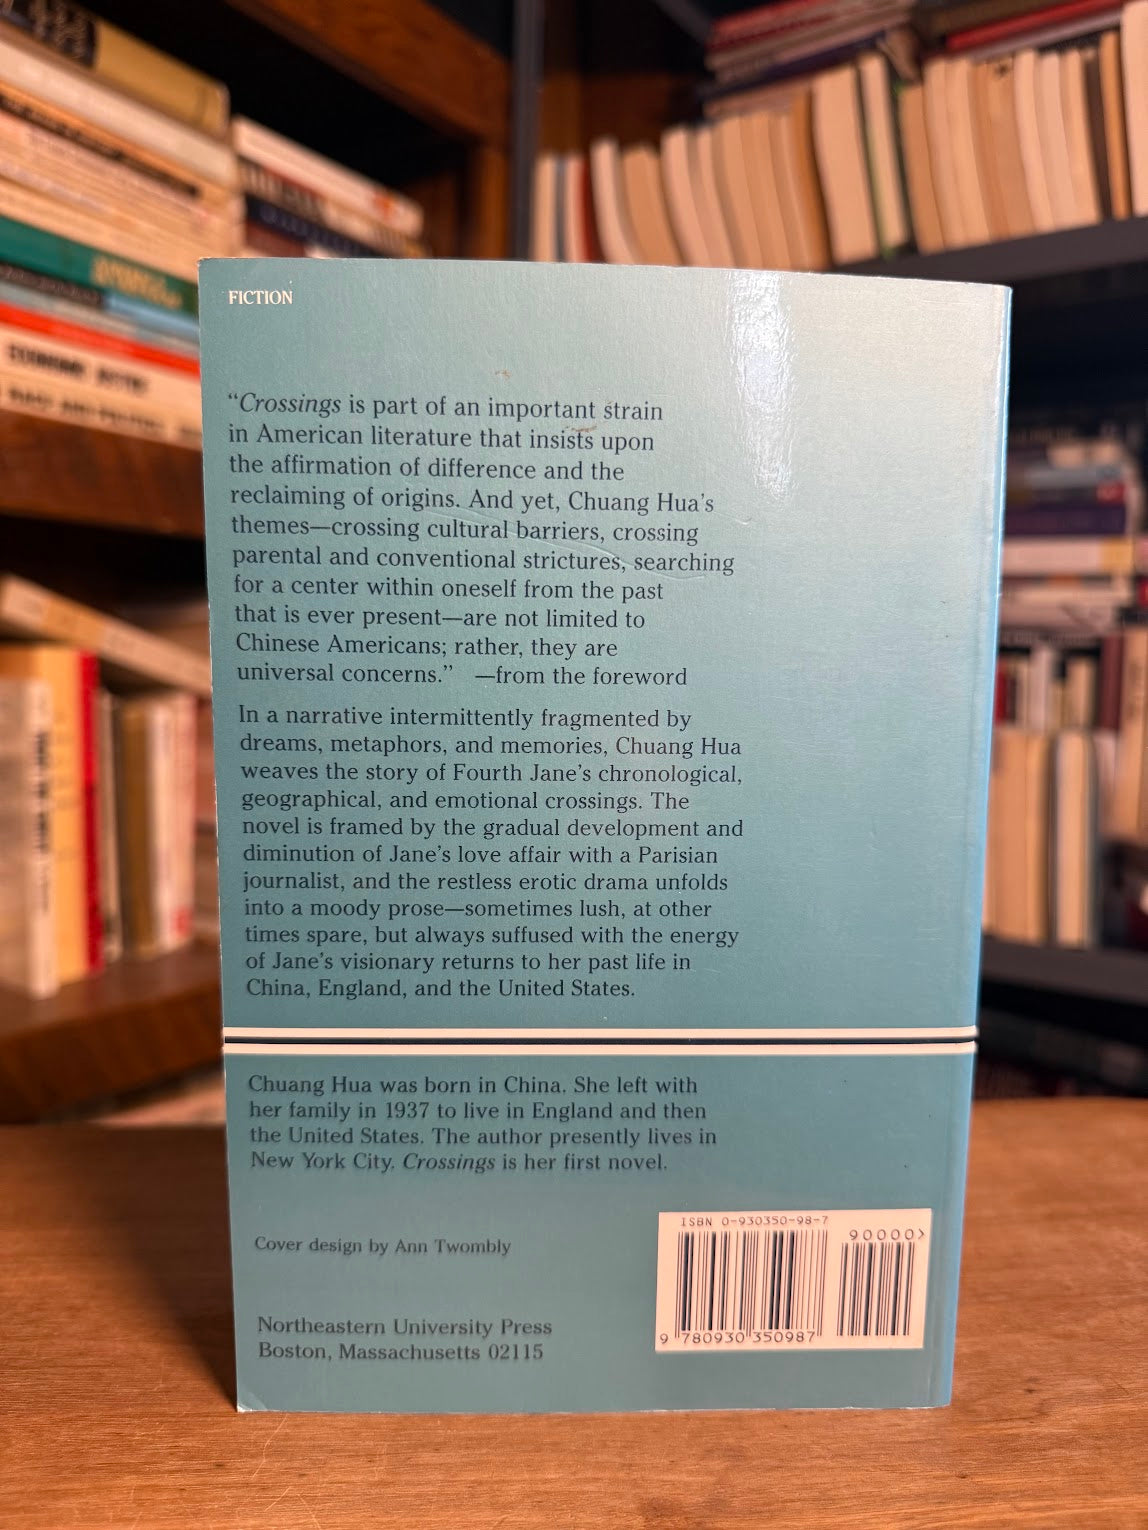 FICTION
“Crossings is part of an important strain
in American literature that insists upon
the affirmation of difference and the
reclaiming of origins. And yet, Chuang Hua’s
themes—crossing cultural barriers, crossing
parental and conventional strictures, searching
for a center within oneself from the past
that is ever present—are not limited to
Chinese Americans; rather, they are
universal concerns.” —from the foreword
In a narrative intermittently fragmented by
dreams, metaphors, and memories, Chuang Hua
weaves the story of Fourth Jane’s chronological,
geographical, and emotional crossings. The
novel is framed by the gradual development and
diminution of Jane’s love affair with a Parisian
journalist, and the restless erotic drama unfolds
into a moody prose—sometimes lush, at other
times spare, but always suffused with the energy
of Jane’s visionary returns to her past life in
China, England, and the United States.
Chuang Hua was born in China. She left with
her family in 1937 to live in England and then
the United States. The author presently lives in
New York City. Crossings is her first novel.
Cover design by Ann Twombly
Northeastern University Press
Boston, Massachusetts 02115
ISBN 0-930350-98-7
90000>
9 780930 350987